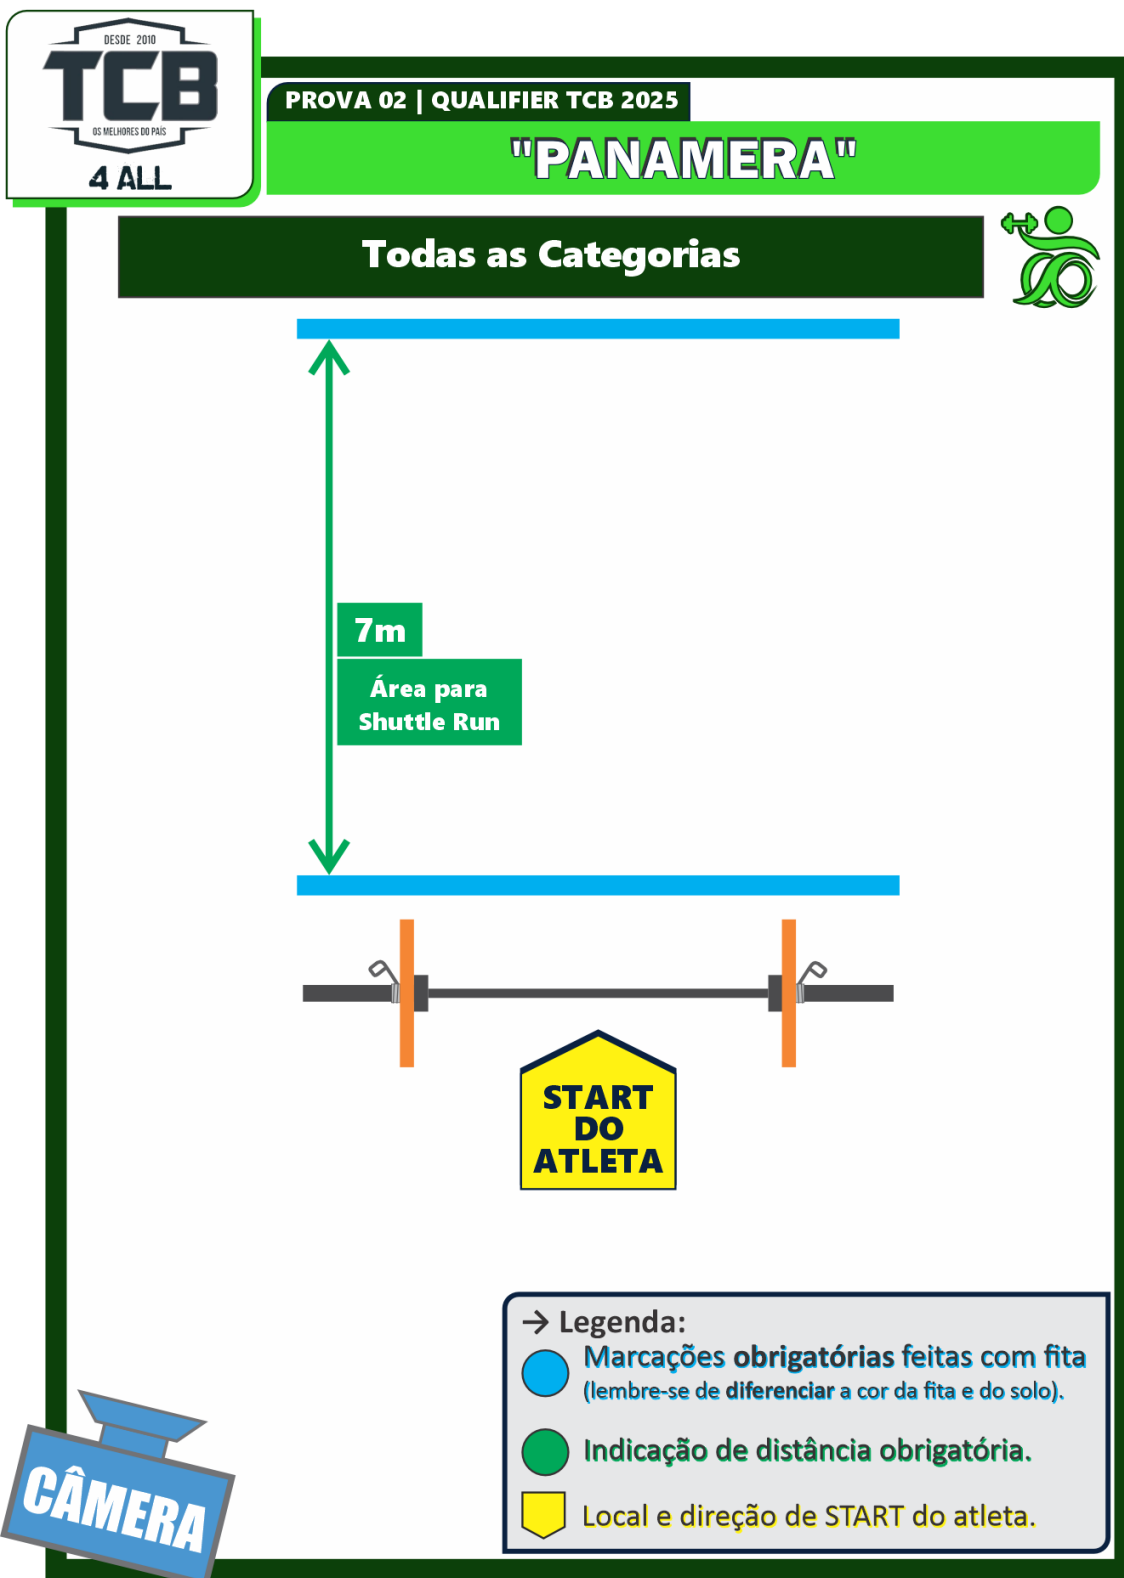 DESDE 2010
TCB
OS MELHORES DO PAÍS
4 ALL
PROVA 02 | QUALIFIER TCB 2025
"PANAMERA"
Todas as Categorias
7m
Área para
Shuttle Run
START
DO
ATLETA
→ Legenda:
Marcações obrigatórias feitas com fita
(lembre-se de diferenciar a cor da fita e do solo).
Indicação de distância obrigatória.
Local e direção de START do atleta.
CÂMERA